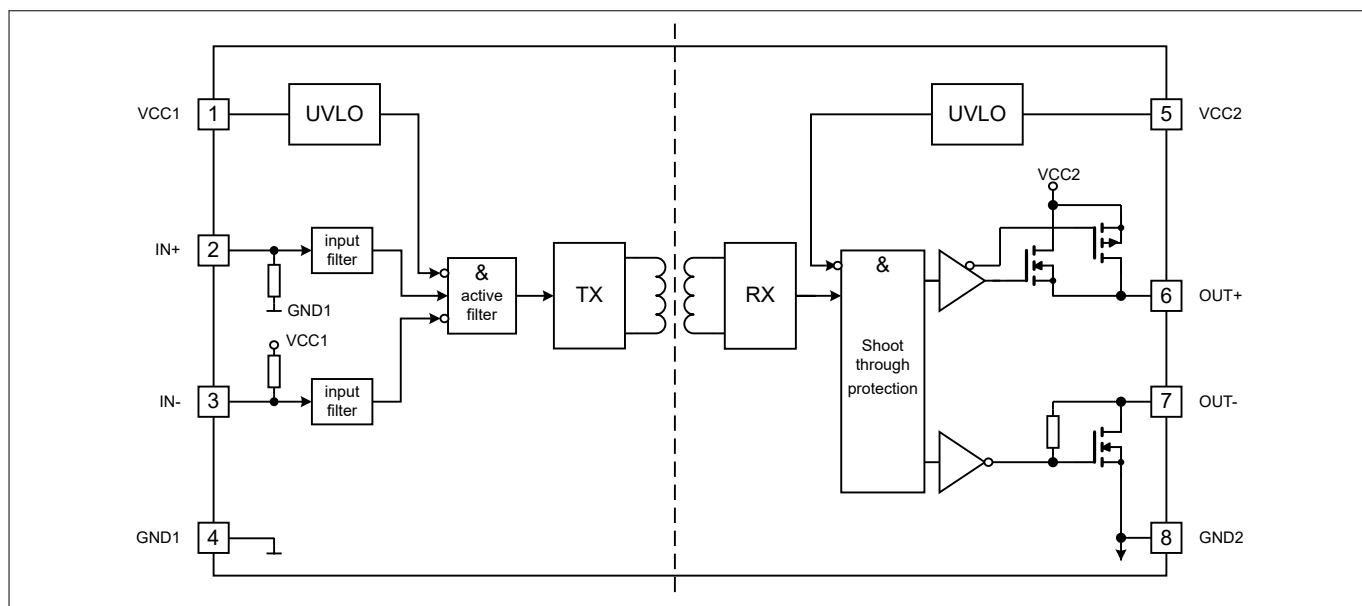 VCC1
1
UVLO
UVLO
5
VCC2
VCC2
IN+
2
input
filter
GND1
&
active
filter
TX
RX
&
Shoot
through
protection
6
OUT+
VCC1
IN-
3
input
filter
7
OUT-
GND1
4
8
GND2